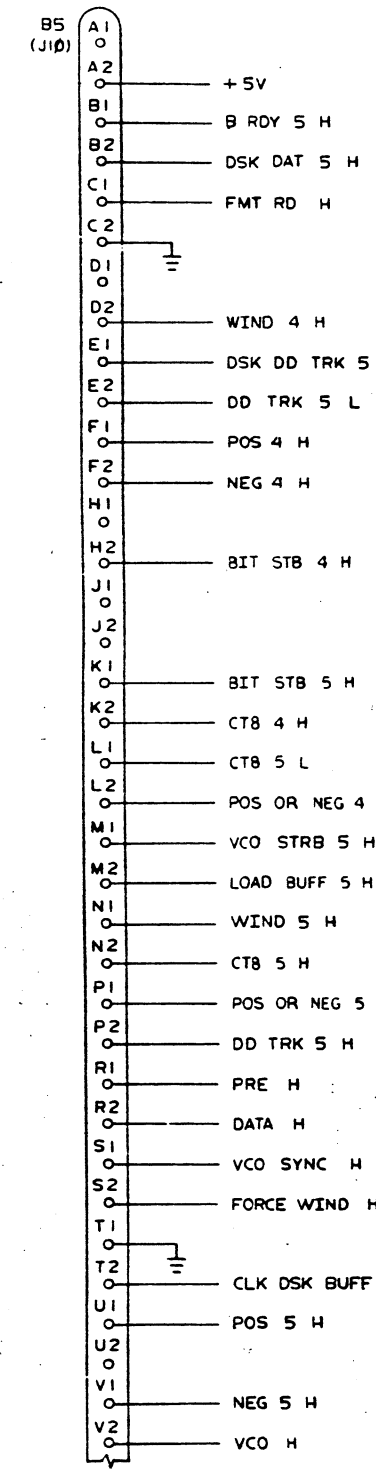 B5
(J10)
A1
A2 +5V
B1 B RDY 5 H
B2 DSK DAT 5 H
C1 FMT RD H
C2
D1
D2 WIND 4 H
E1 DSK DD TRK 5
E2 DD TRK 5 L
F1 POS 4 H
F2 NEG 4 H
H1
H2 BIT STB 4 H
J1
J2
K1 BIT STB 5 H
K2 CT8 4 H
L1 CT8 5 L
L2 POS OR NEG 4
M1 VCO STRB 5 H
M2 LOAD BUFF 5 H
N1 WIND 5 H
N2 CT8 5 H
P1 POS OR NEG 5
P2 DD TRK 5 H
R1 PRE H
R2 DATA H
S1 VCO SYNC H
S2 FORCE WIND H
T1
T2 CLK DSK BUFF
U1 POS 5 H
U2
V1 NEG 5 H
V2 VCO H